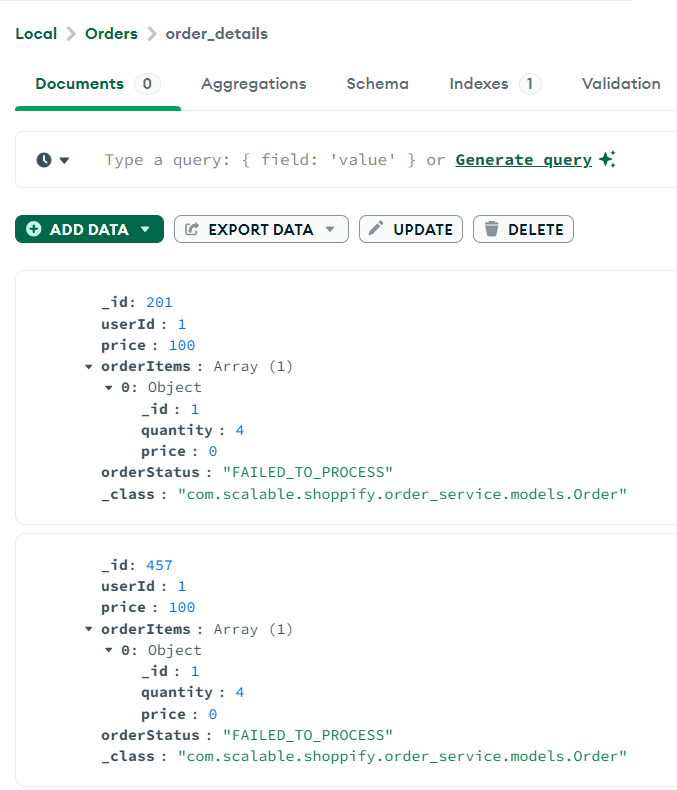 Local > Orders > order_details
Documents 0 Aggregations Schema Indexes 1 Validation
Type a query: { field: 'value' } or Generate query
ADD DATA EXPORT DATA UPDATE DELETE
_id: 201
userId : 1
price : 100
orderItems : Array (1)
0: Object
_id : 1
quantity : 4
price : 0
orderStatus : "FAILED_TO_PROCESS"
_class : "com.scalable.shoppify.order_service.models.Order"
_id: 457
userId : 1
price : 100
orderItems : Array (1)
0: Object
_id : 1
quantity : 4
price : 0
orderStatus : "FAILED_TO_PROCESS"
_class : "com.scalable.shoppify.order_service.models.Order"